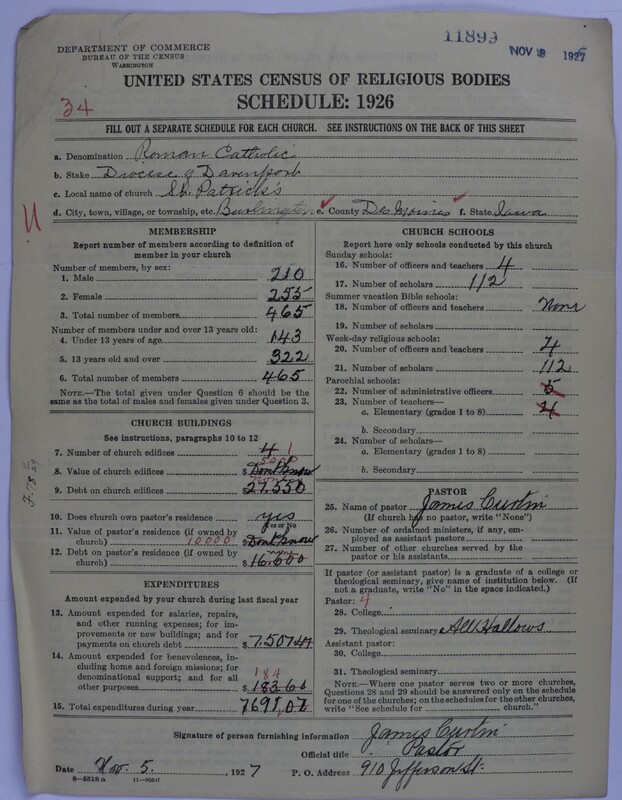 11899
NOV 9 1927
DEPARTMENT OF COMMERCE
BUREAU OF THE CENSUS
WASHINGTON
UNITED STATES CENSUS OF RELIGIOUS BODIES
SCHEDULE: 1926
34
FILL OUT A SEPARATE SCHEDULE FOR EACH CHURCH. SEE INSTRUCTIONS ON THE BACK OF THIS SHEET
a. Denomination Roman Catholic
b. Stake Diocese of Davenport
c. Local name of church St. Patrick's
d. City, town, village, or township, etc. Burlington e. County Des Moines f. State Iowa
MEMBERSHIP
Report number of members according to definition of member in your church
Number of members, by sex:
1. Male 210
2. Female 255
3. Total number of members 465
Number of members under and over 13 years old:
4. Under 13 years of age 143
5. 13 years old and over 322
6. Total number of members 465
NOTE.—The total given under Question 6 should be the same as the total of males and females given under Question 3.
CHURCH BUILDINGS
See instructions, paragraphs 10 to 12
7. Number of church edifices 4 1
8. Value of church edifices $ Don't know
9. Debt on church edifices $ 27,550
10. Does church own pastor's residence yes
Yes or No
11. Value of pastor's residence (if owned by church) 10000 $ Don't know
12. Debt on pastor's residence (if owned by church) $ 16,000 none
EXPENDITURES
Amount expended by your church during last fiscal year
13. Amount expended for salaries, repairs, and other running expenses; for improvements or new buildings; and for payments on church debt $ 7.507.47
14. Amount expended for benevolences, including home and foreign missions; for denominational support; and for all other purposes 184 $ 183.60
15. Total expenditures during year 7691.07
CHURCH SCHOOLS
Report here only schools conducted by this church
Sunday schools:
16. Number of officers and teachers 4
17. Number of scholars 112
Summer vacation Bible schools:
18. Number of officers and teachers None
19. Number of scholars
Week-day religious schools:
20. Number of officers and teachers 4
21. Number of scholars 112
Parochial schools:
22. Number of administrative officers 5
23. Number of teachers—
a. Elementary (grades 1 to 8) 4
b. Secondary
24. Number of scholars—
a. Elementary (grades 1 to 8)
b. Secondary
PASTOR
25. Name of pastor James Curtin
(If church has no pastor, write "None")
26. Number of ordained ministers, if any, employed as assistant pastors
27. Number of other churches served by the pastor or his assistants
If pastor (or assistant pastor) is a graduate of a college or theological seminary, give name of institution below. (If not a graduate, write "No" in the space indicated.)
Pastor: 4
28. College
29. Theological seminary All Hallows
Assistant pastor:
30. College
31. Theological seminary
NOTE.—Where one pastor serves two or more churches, Questions 28 and 29 should be answered only on the schedule for one of the churches; on the schedules for the other churches, write "See schedule for church."
Signature of person furnishing information James Curtin
Official title Pastor
Date Nov. 5. , 1927 P. O. Address 910 Jefferson St.